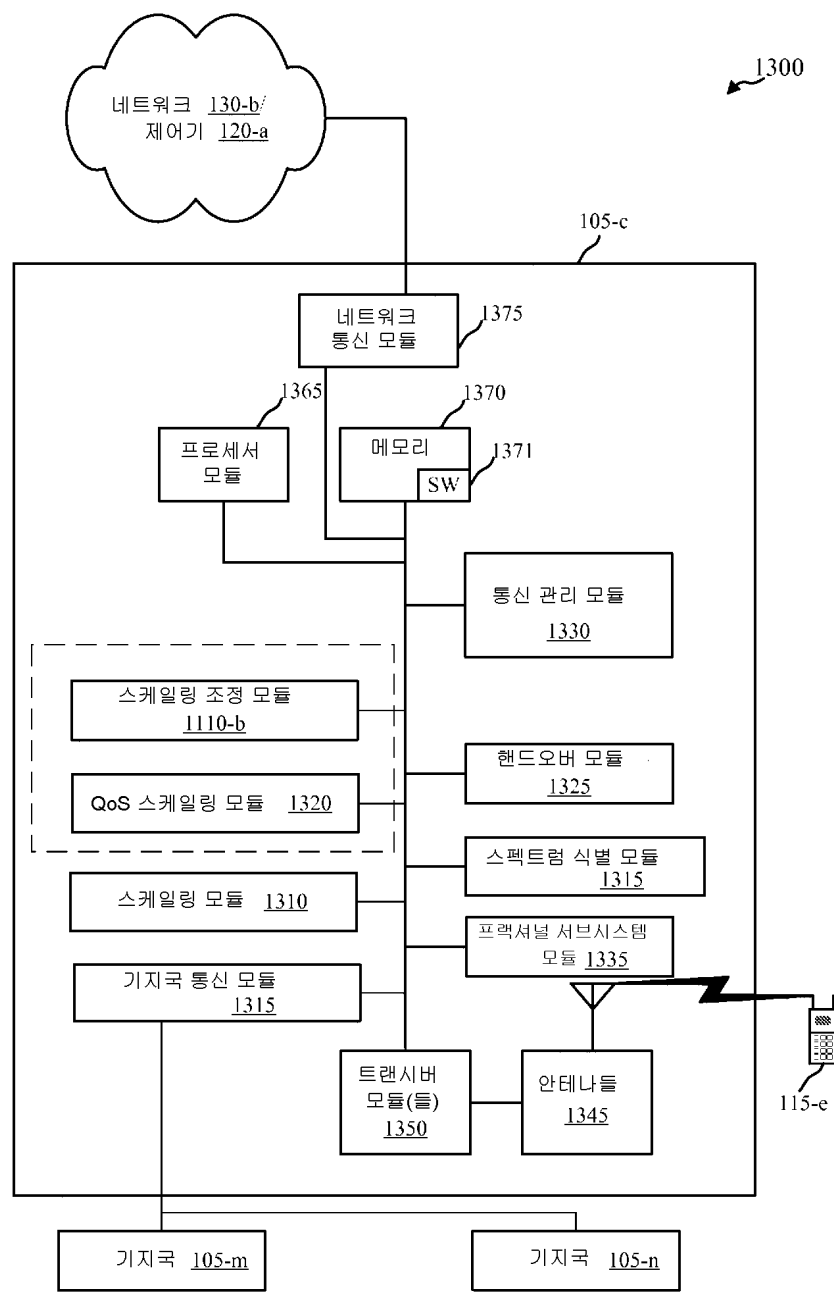 1300
네트워크 130-b/
제어기 120-a
105-c
네트워크
통신 모듈
1375
1365
프로세서
모듈
1370
메모리
1371
SW
통신 관리 모듈
1330
스케일링 조정 모듈
1110-b
핸드오버 모듈
1325
QoS 스케일링 모듈 1320
스펙트럼 식별 모듈
1315
스케일링 모듈 1310
프랙셔널 서브시스템
모듈 1335
기지국 통신 모듈
1315
트랜시버
모듈(들)
1350
안테나들
1345
115-e
기지국 105-m
기지국 105-n